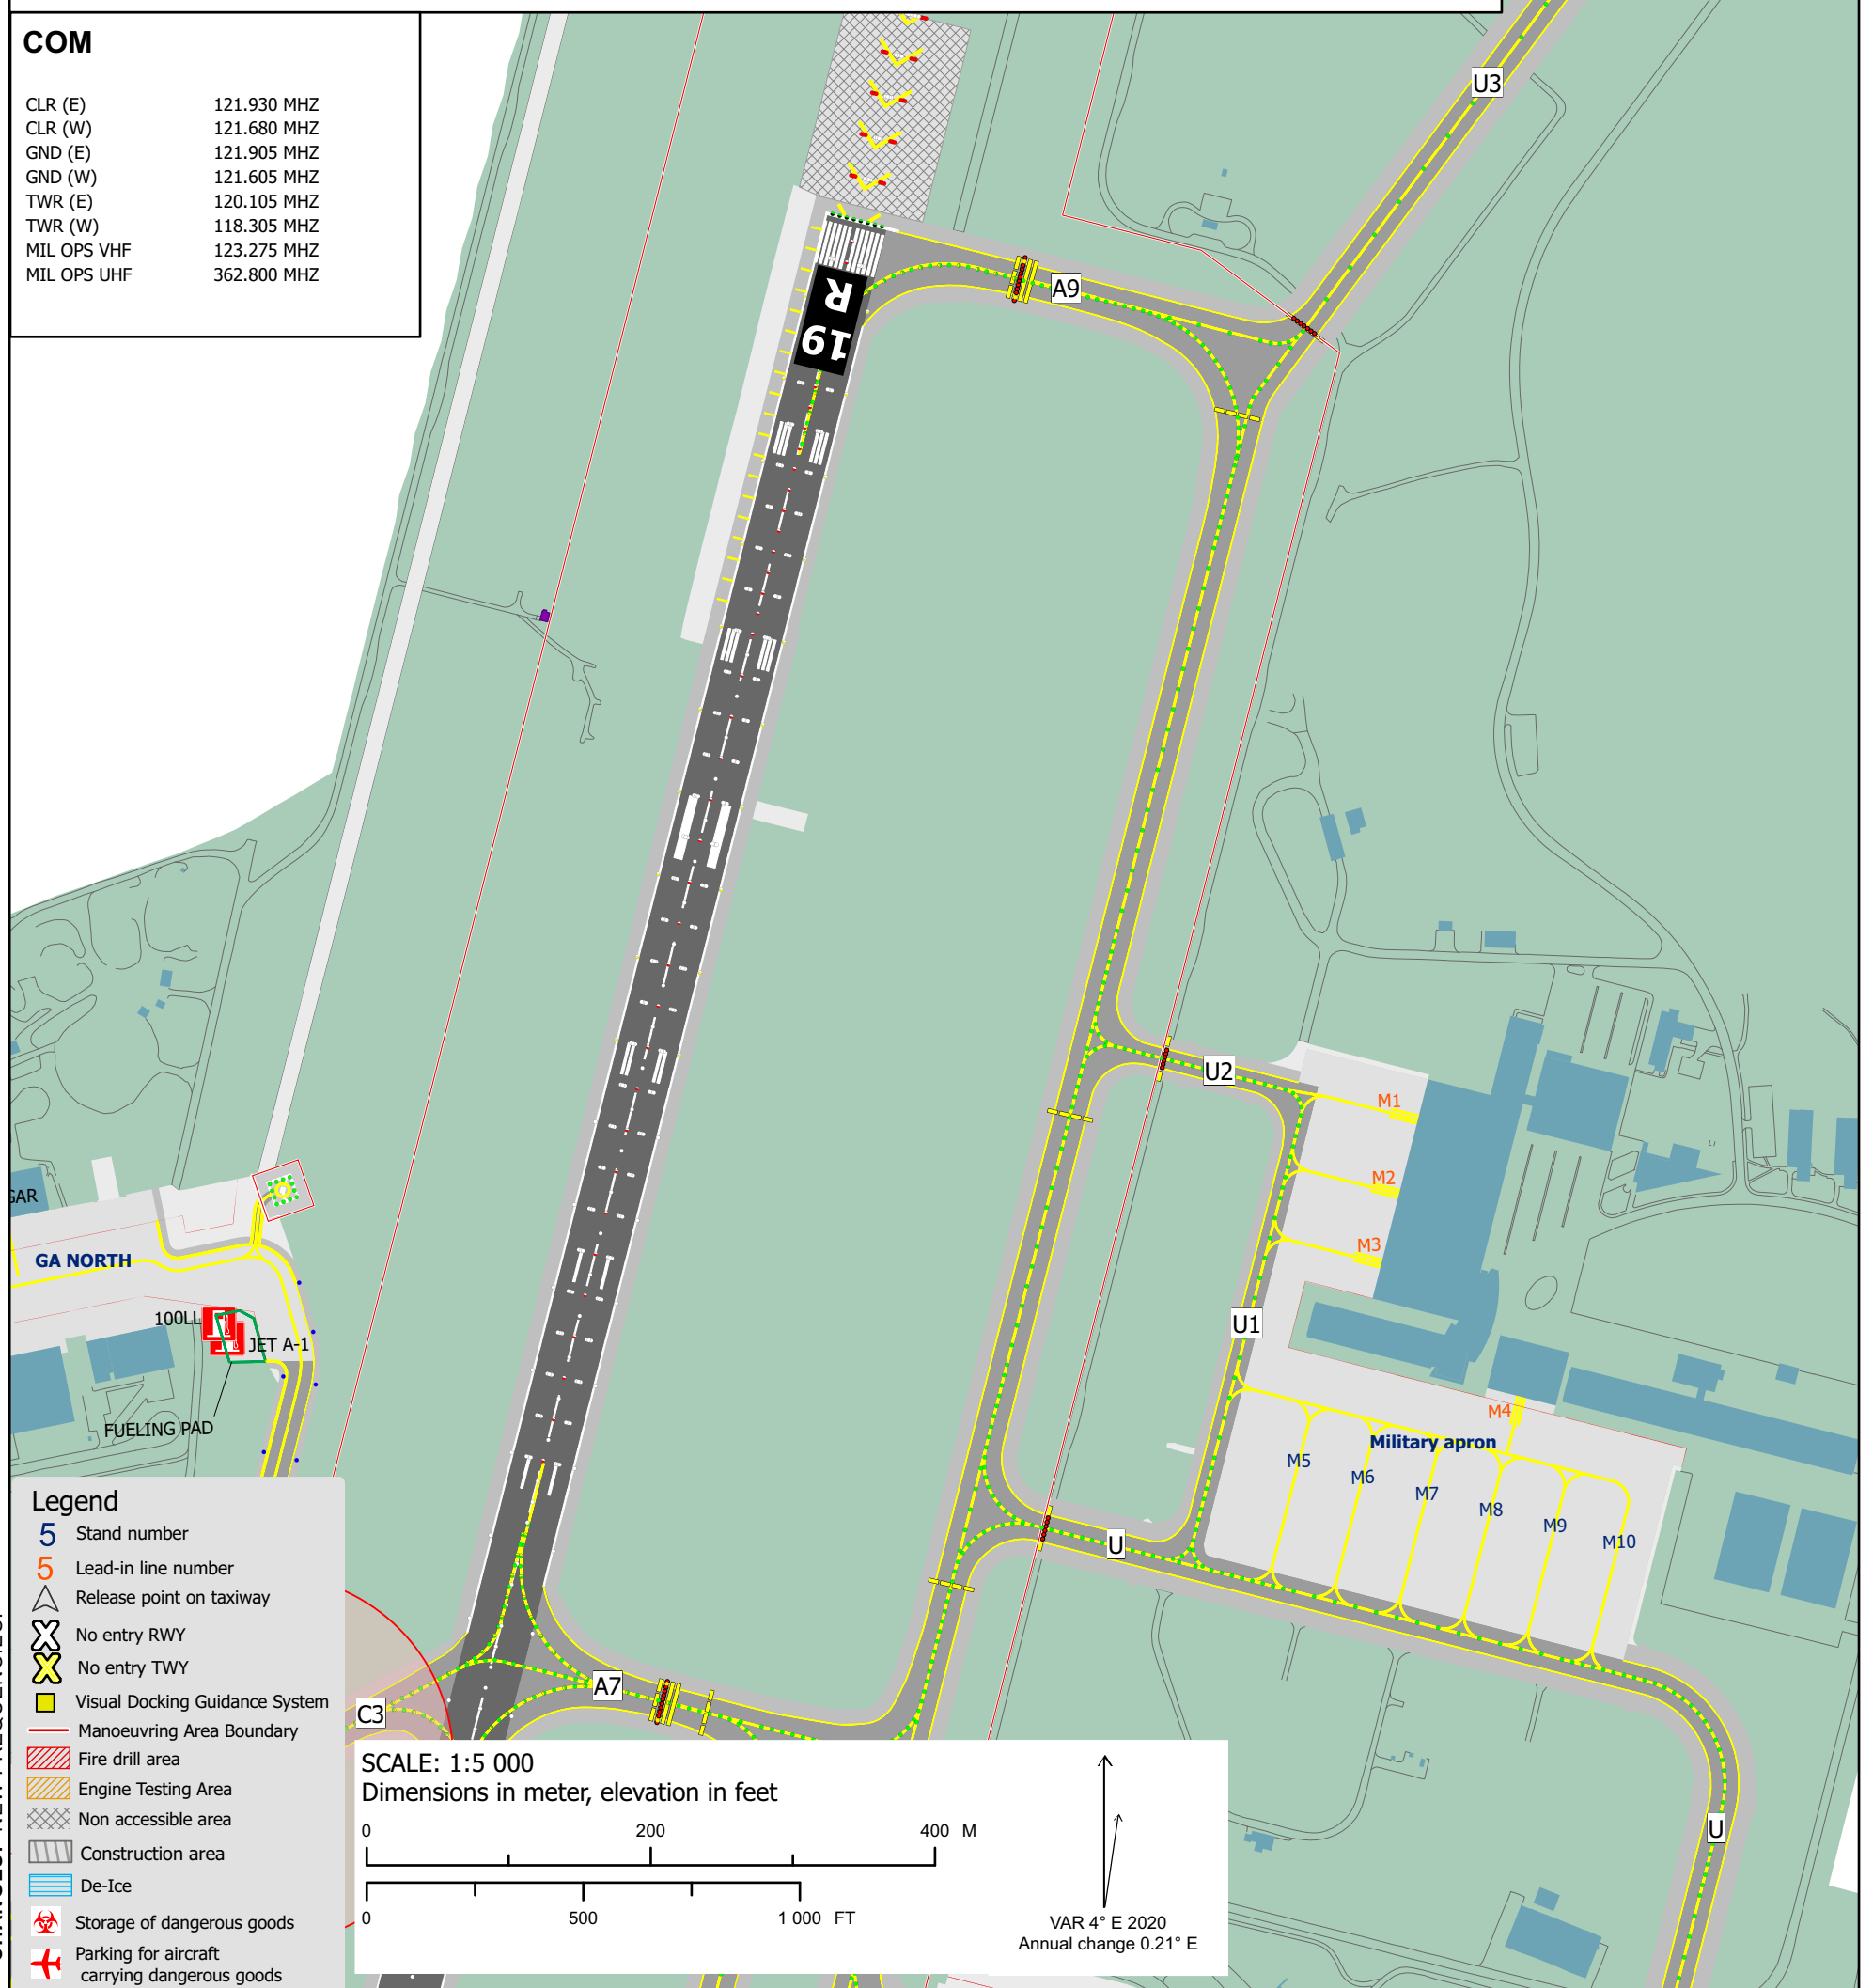 COM
CLR (E) 121.930 MHZ
CLR (W) 121.680 MHZ
GND (E) 121.905 MHZ
GND (W) 121.605 MHZ
TWR (E) 120.105 MHZ
TWR (W) 118.305 MHZ
MIL OPS VHF 123.275 MHZ
MIL OPS UHF 362.800 MHZ
U3
A9
19
R
U2
M1
M2
M3
U1
M4
Military apron
M5
M6
M7
M8
M9
M10
U
U
A7
C3
GA NORTH
100LL
JET A-1
FUELING PAD
Legend
5 Stand number
5 Lead-in line number
Release point on taxiway
No entry RWY
No entry TWY
Visual Docking Guidance System
Manoeuvring Area Boundary
Fire drill area
Engine Testing Area
Non accessible area
Construction area
De-Ice
Storage of dangerous goods
Parking for aircraft
carrying dangerous goods
SCALE: 1:5 000
Dimensions in meter, elevation in feet
0 200 400 M
0 500 1 000 FT
VAR 4° E 2020
Annual change 0.21° E